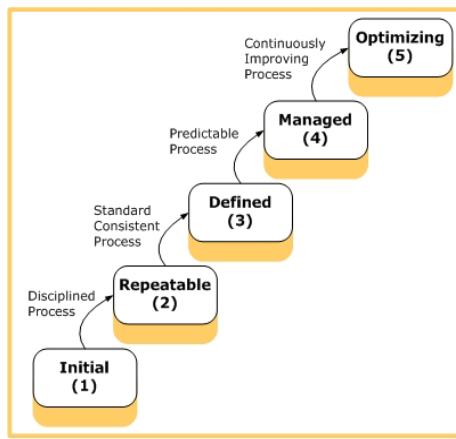 Continuously
Improving
Process
Optimizing
(5)
Predictable
Process
Managed
(4)
Standard
Consistent
Process
Defined
(3)
Disciplined
Process
Repeatable
(2)
Initial
(1)